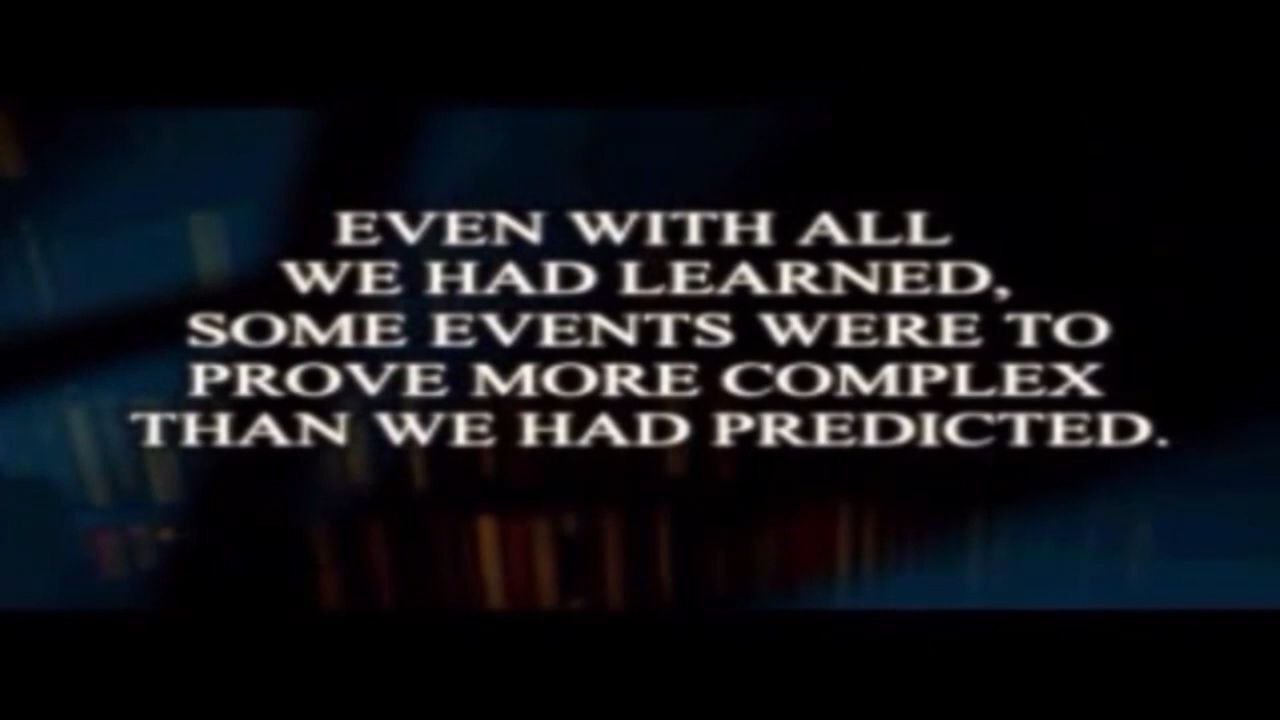 EVEN WITH ALL
WE HAD LEARNED,
SOME EVENTS WERE TO
PROVE MORE COMPLEX
THAN WE HAD PREDICTED.